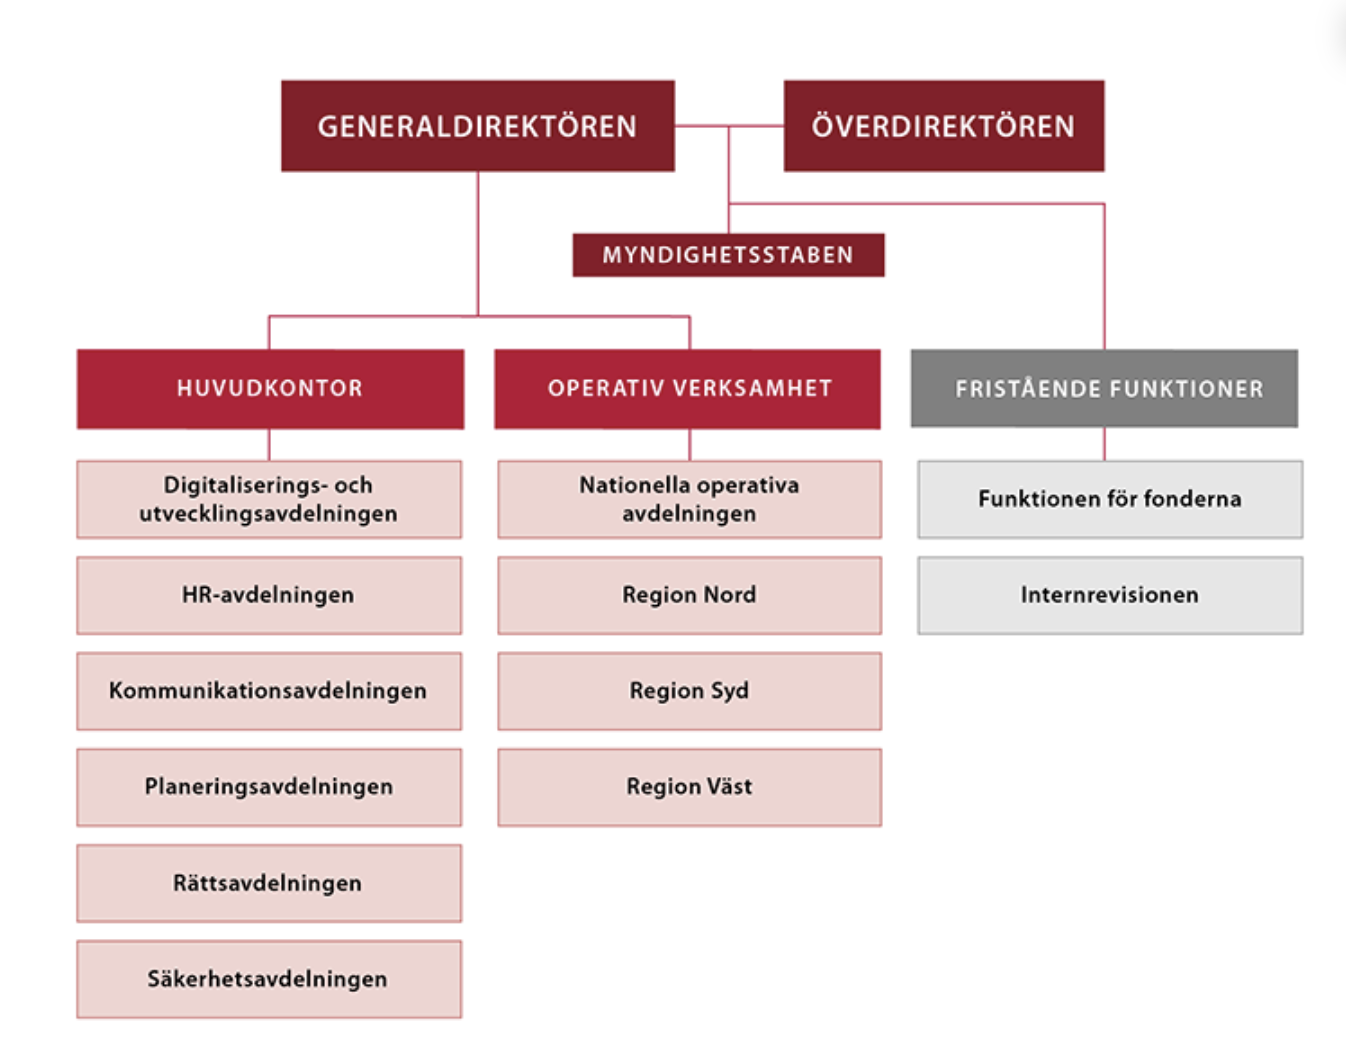 GENERALDIREKTÖREN
ÖVERDIREKTÖREN
MYNDIGHETSSTABEN
HUVUDKONTOR
Digitaliserings- och
utvecklingsavdelningen
HR-avdelningen
Kommunikationsavdelningen
Planeringsavdelningen
Rättsavdelningen
Säkerhetsavdelningen
OPERATIV VERKSAMHET
Nationella operativa
avdelningen
Region Nord
Region Syd
Region Väst
FRISTÅENDE FUNKTIONER
Funktionen för fonderna
Internrevisionen